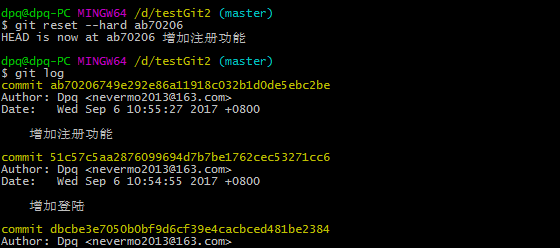 dpq@dpq-PC MINGW64 /d/testGit2 (master)
$ git reset --hard ab70206
HEAD is now at ab70206 增加注册功能
dpq@dpq-PC MINGW64 /d/testGit2 (master)
$ git log
commit ab70206749e292e86a11918c032b1d0de5ebc2be
Author: Dpq <nevermo2013@163.com>
Date:   Wed Sep 6 10:55:27 2017 +0800
增加注册功能
commit 51c57c5aa2876099694d7b7be1762cec53271cc6
Author: Dpq <nevermo2013@163.com>
Date:   Wed Sep 6 10:54:55 2017 +0800
增加登陆
commit dbcbe3e7050b0bf9d6cf39e4cacbced481be2384
Author: Dpq <nevermo2013@163.com>